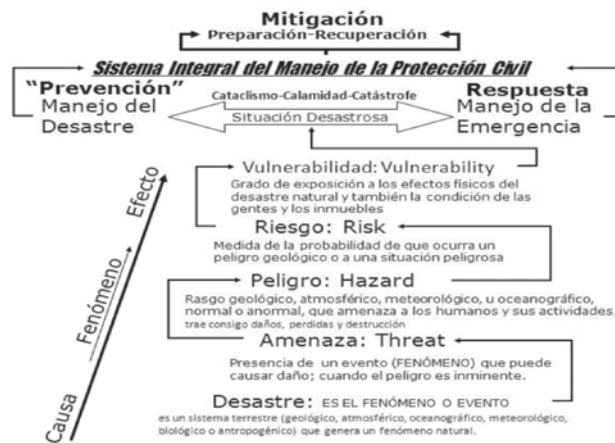 Mitigación
Preparación-Recuperación
Sistema Integral del Manejo de la Protección Civil
“Prevención”
Manejo del
Desastre
Cataclismo-Calamidad-Catástrofe
Situación Desastrosa
Respuesta
Manejo de la
Emergencia
Vulnerabilidad: Vulnerability
Grado de exposición a los efectos físicos del
desastre natural y también la condición de las
gentes y los inmuebles
Riesgo: Risk
Medida de la probabilidad de que ocurra un
peligro geológico o a una situación peligrosa
Peligro: Hazard
Rasgo geológico, atmosférico, meteorológico, u oceanográfico,
normal o anormal, que amenaza a los humanos y sus actividades.
trae consigo daños, perdidas y destrucción
Amenaza: Threat
Presencia de un evento (FENÓMENO) que puede
causar daño; cuando el peligro es inminente.
Desastre: ES EL FENÓMENO O EVENTO
es un sistema terrestre (geológico, atmosférico, oceanográfico, meteorológico,
biológico o antropogénico) que genera un fenómeno natural.
Efecto
Fenómeno
Causa